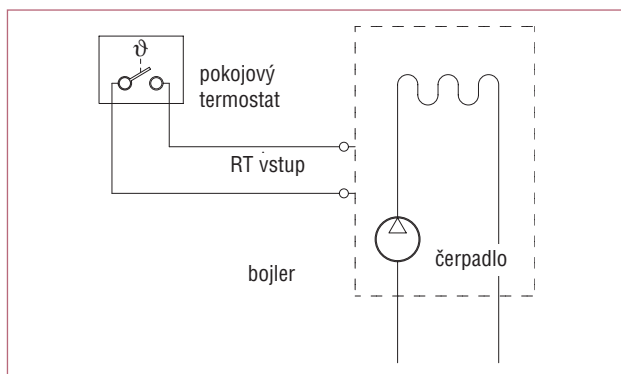 ϑ
pokojový
termostat
RT vstup
čerpadlo
bojler